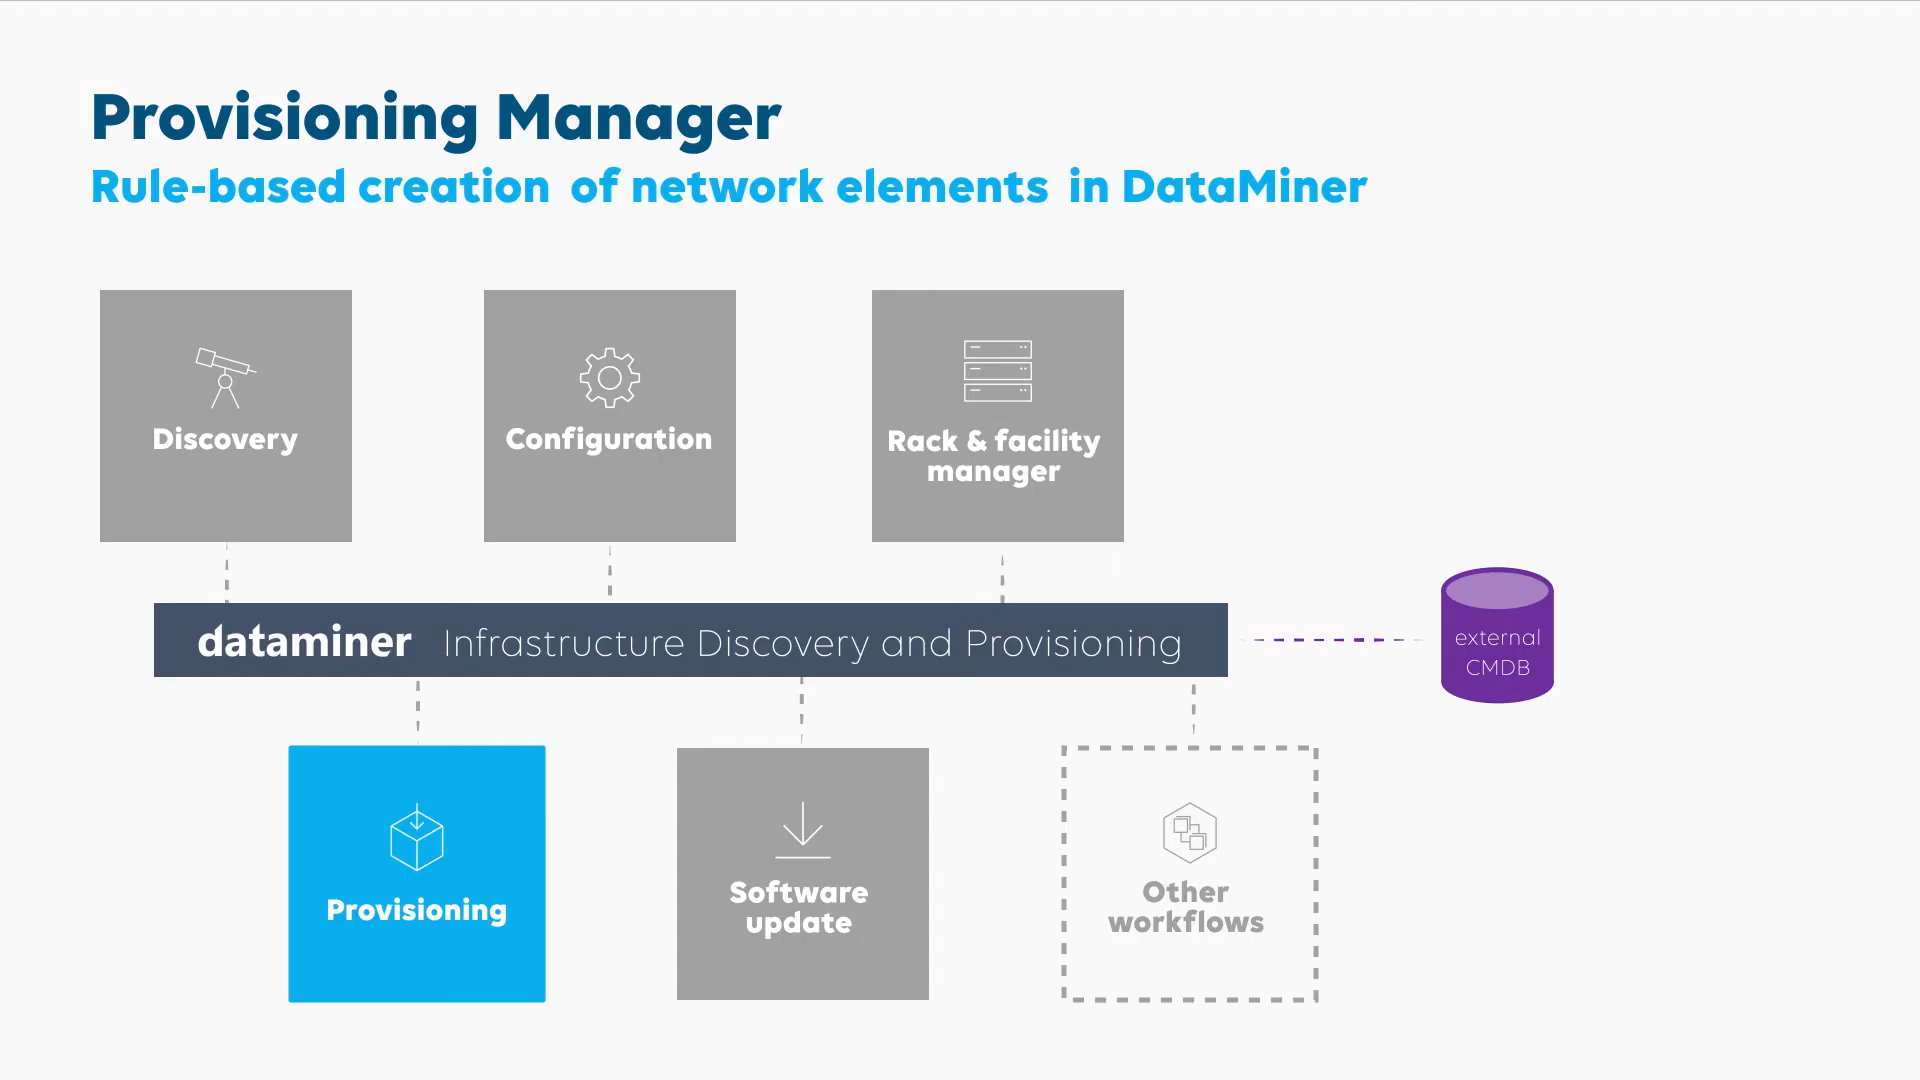 Provisioning Manager
Rule-based creation of network elements in DataMiner
Discovery
Configuration
Rack & facility
manager
dataminer Infrastructure Discovery and Provisioning
external
CMDB
Provisioning
Software
update
Other
workflows